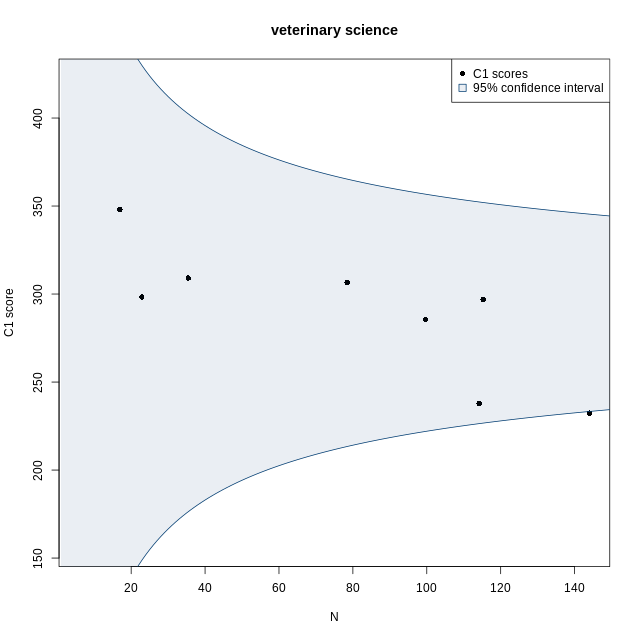 veterinary science
C1 scores
95% confidence interval
C1 score
400
350
300
250
200
150
20 40 60 80 100 120 140
N